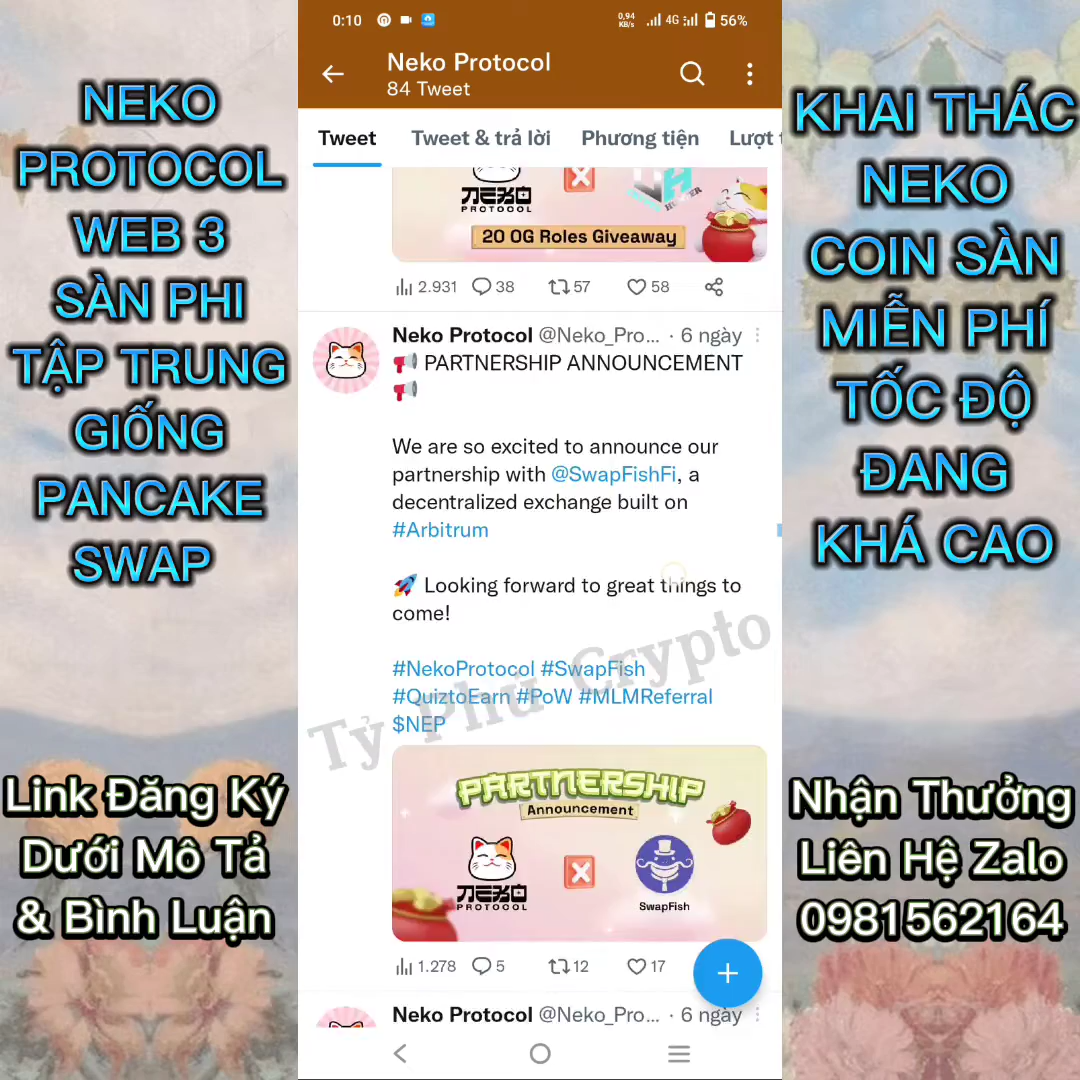 NEKO
PROTOCOL
WEB 3
SÀN PHI
TẬP TRUNG
GIỐNG
PANCAKE
SWAP
Link Đăng Ký
Dưới Mô Tả
& Bình Luận
0:10
0,94
KB/s
4G
56%
Neko Protocol
84 Tweet
Tweet
Tweet & trả lời
Phương tiện
Lượt
NEKO
PROTOCOL
20 OG Roles Giveaway
2.931
38
57
58
Neko Protocol @Neko_Pro... · 6 ngày
PARTNERSHIP ANNOUNCEMENT
We are so excited to announce our
partnership with @SwapFishFi, a
decentralized exchange built on
#Arbitrum
Looking forward to great things to
come!
#NekoProtocol #SwapFish
#QuiztoEarn #PoW #MLMReferral
$NEP
Tỷ Phú Crypto
PARTNERSHIP
Announcement
NEKO
PROTOCOL
SwapFish
1.278
5
12
17
Neko Protocol @Neko_Pro... · 6 ngày
KHAI THÁC
NEKO
COIN SÀN
MIỄN PHÍ
TỐC ĐỘ
ĐANG
KHÁ CAO
Nhận Thưởng
Liên Hệ Zalo
0981562164